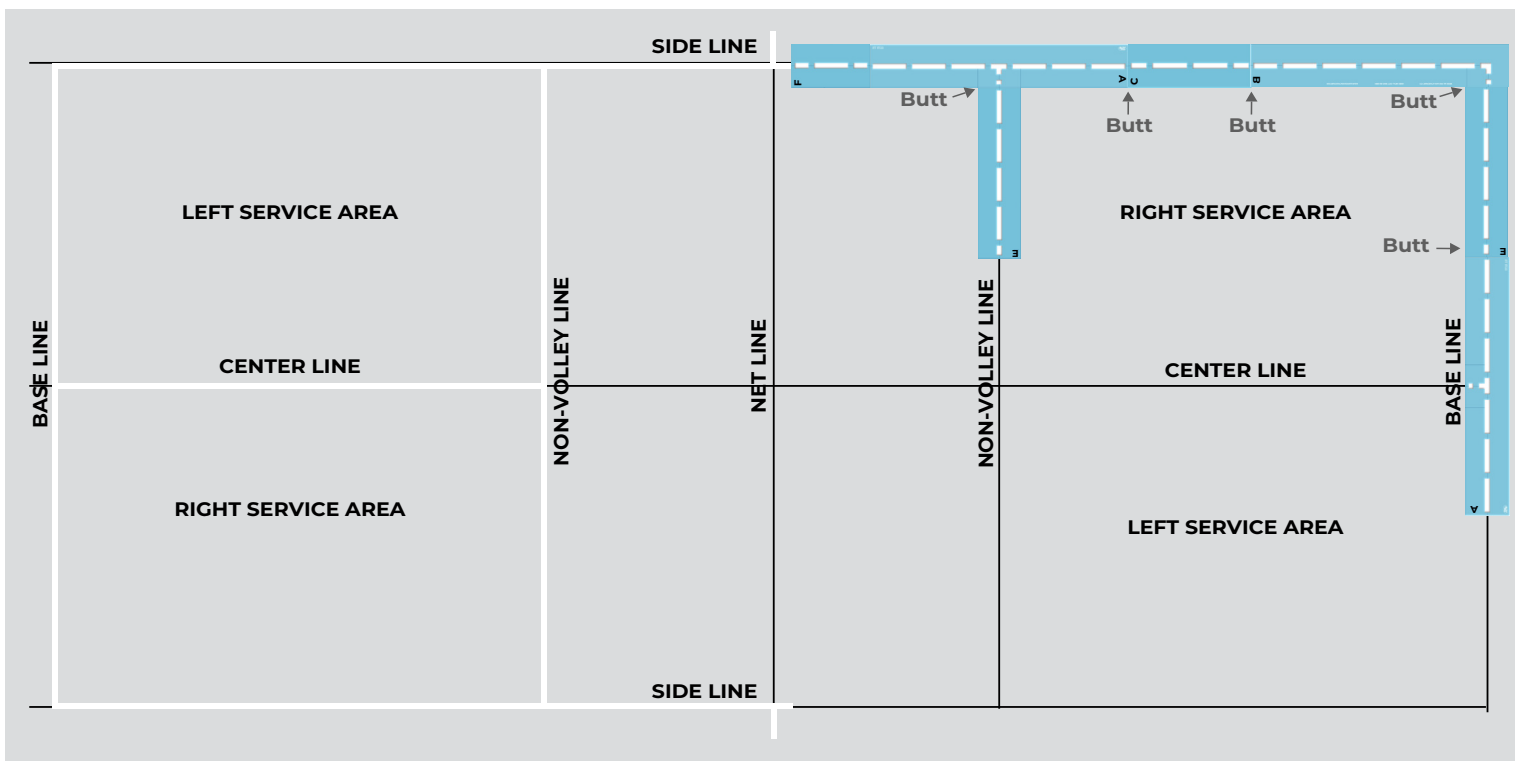 SIDE LINE
F
A
C
B
Butt
Butt
Butt
Butt
LEFT SERVICE AREA
RIGHT SERVICE AREA
Butt
E
E
BASE LINE
CENTER LINE
NON-VOLLEY LINE
NET LINE
NON-VOLLEY LINE
CENTER LINE
BASE LINE
RIGHT SERVICE AREA
LEFT SERVICE AREA
A
SIDE LINE